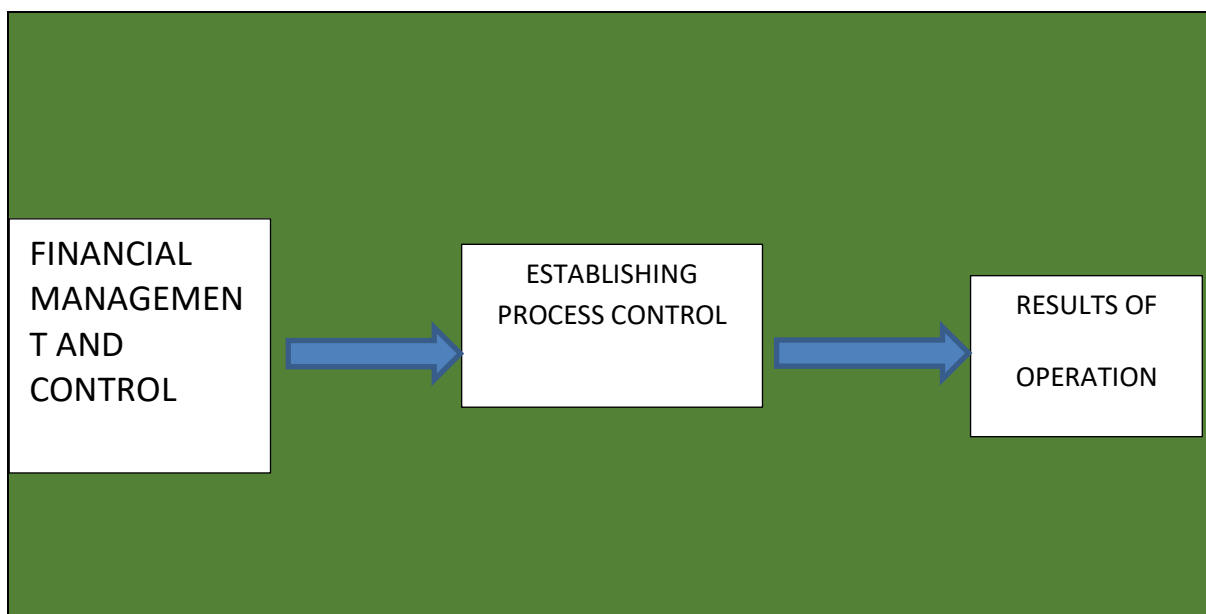 FINANCIAL
MANAGEMEN
T AND
CONTROL
ESTABLISHING
PROCESS CONTROL
RESULTS OF
OPERATION